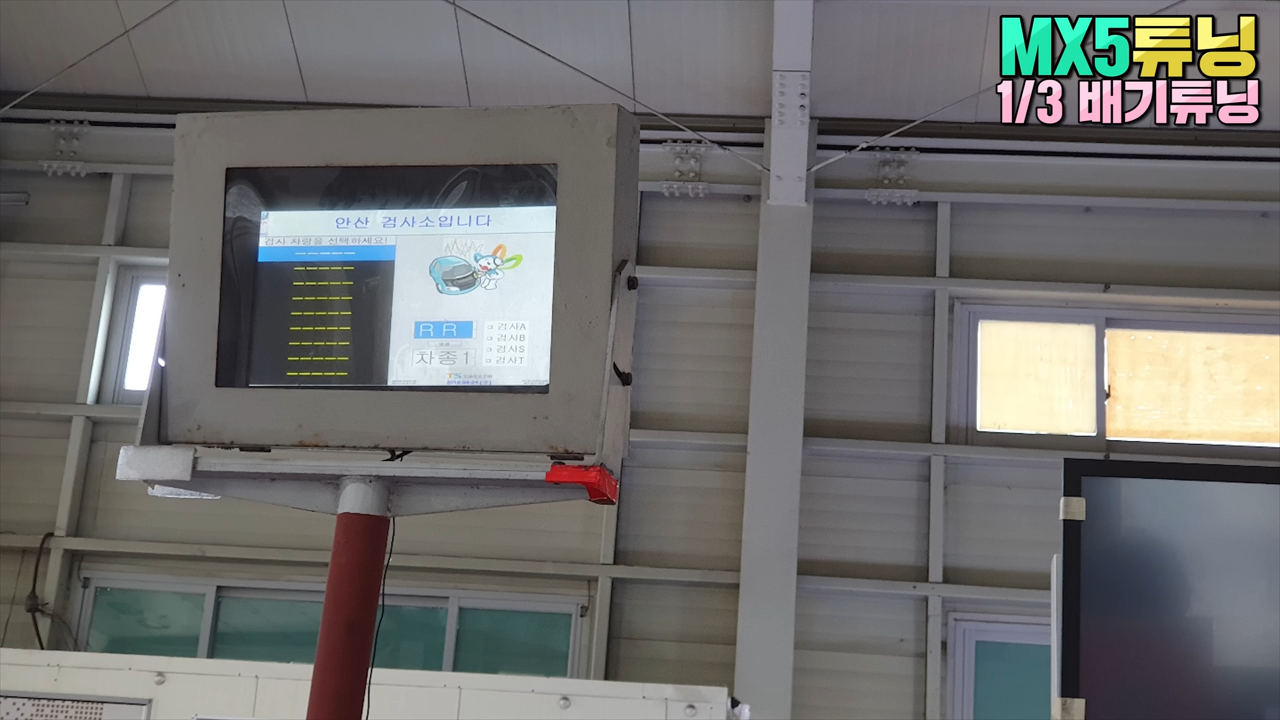 MX5튜닝
1/3 배기튜닝
안산 검사소입니다
검사 차량을 선택하세요!
RR
검사A
검사B
차종1
검사S
검사T
TS